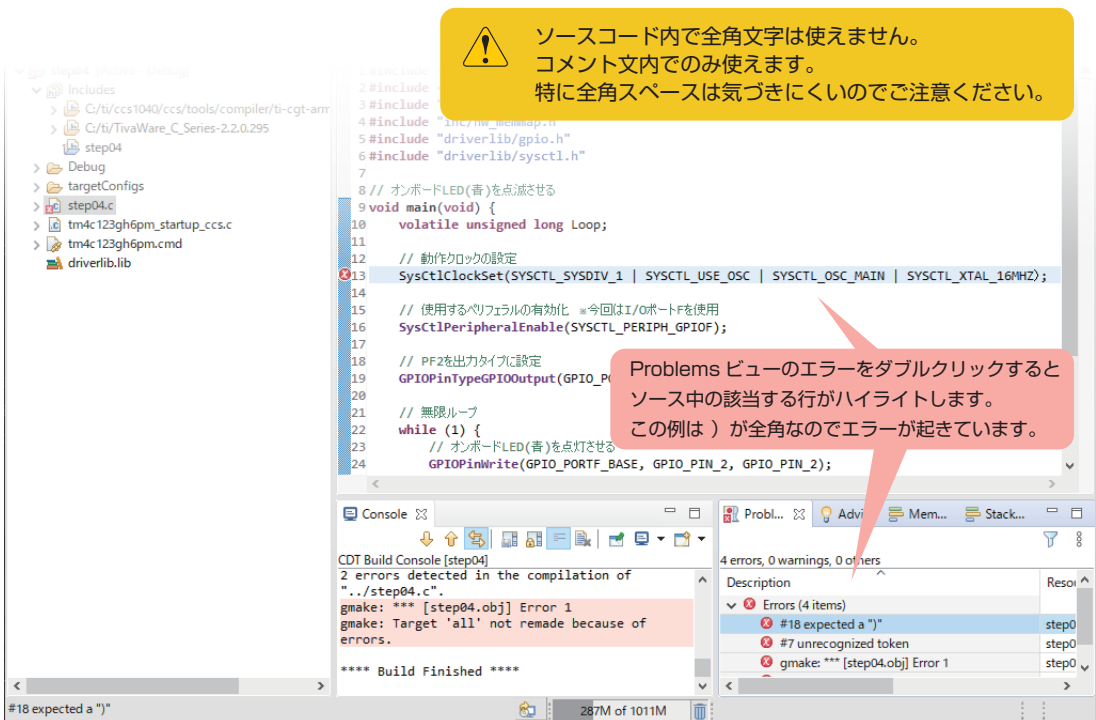 ソースコード内で全角文字は使えません。
コメント文内でのみ使えます。
特に全角スペースは気づきにくいのでご注意ください。
step04
Includes
C:/ti/ccs1040/ccs/tools/compiler/ti-cgt-arm
C:/ti/TivaWare_C_Series-2.2.0.295
step04
Debug
targetConfigs
step04.c
tm4c123gh6pm_startup_ccs.c
tm4c123gh6pm.cmd
driverlib.lib
2 #include
3 #include
4 #include "inc/hw_memmap.h"
5 #include "driverlib/gpio.h"
6 #include "driverlib/sysctl.h"
7
8 // オンボードLED(青)を点滅させる
9 void main(void) {
10 volatile unsigned long Loop;
11
12 // 動作クロックの設定
13 SysCtlClockSet(SYSCTL_SYSDIV_1 | SYSCTL_USE_OSC | SYSCTL_OSC_MAIN | SYSCTL_XTAL_16MHZ）;
14
15 // 使用するペリフェラルの有効化 ※今回はI/OポートFを使用
16 SysCtlPeripheralEnable(SYSCTL_PERIPH_GPIOF);
17
18 // PF2を出力タイプに設定
19 GPIOPinTypeGPIOOutput(GPIO_PO
20
21 // 無限ループ
22 while (1) {
23 // オンボードLED(青)を点灯させる
24 GPIOPinWrite(GPIO_PORTF_BASE, GPIO_PIN_2, GPIO_PIN_2);
Problems ビューのエラーをダブルクリックすると
ソース中の該当する行がハイライトします。
この例は ）が全角なのでエラーが起きています。
Console
CDT Build Console [step04]
2 errors detected in the compilation of
"../step04.c".
gmake: *** [step04.obj] Error 1
gmake: Target 'all' not remade because of
errors.
**** Build Finished ****
Probl... Advi Mem... Stack...
4 errors, 0 warnings, 0 others
Description Resou
Errors (4 items)
#18 expected a ")" step0
#7 unrecognized token step0
gmake: *** [step04.obj] Error 1 step0
#18 expected a ")"
287M of 1011M